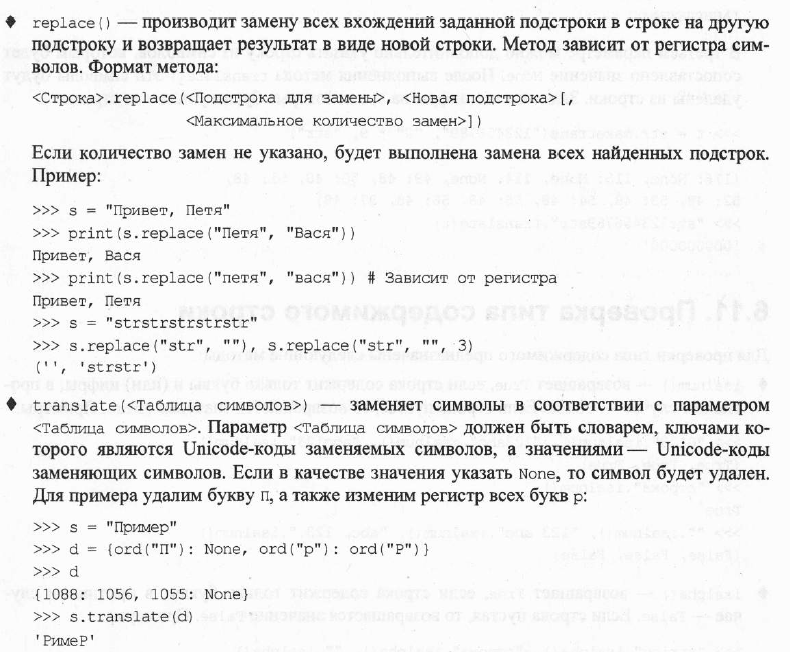 ♦ replace() — производит замену всех вхождений заданной подстроки в строке на другую
подстроку и возвращает результат в виде новой строки. Метод зависит от регистра сим-
волов. Формат метода:
<Строка>.replace(<Подстрока для замены>, <Новая подстрока>[,
<Максимальное количество замен>])
Если количество замен не указано, будет выполнена замена всех найденных подстрок.
Пример:
>>> s = "Привет, Петя"
>>> print(s.replace("Петя", "Вася"))
Привет, Вася
>>> print(s.replace("петя", "вася")) # Зависит от регистра
Привет, Петя
>>> s = "strstrstrstrstr"
>>> s.replace("str", ""), s.replace("str", "", 3)
('', 'strstr')
♦ translate(<Таблица символов>) — заменяет символы в соответствии с параметром
<Таблица символов>. Параметр <Таблица символов> должен быть словарем, ключами ко-
торого являются Unicode-коды заменяемых символов, а значениями — Unicode-коды
заменяющих символов. Если в качестве значения указать None, то символ будет удален.
Для примера удалим букву П, а также изменим регистр всех букв р:
>>> s = "Пример"
>>> d = {ord("П"): None, ord("р"): ord("Р")}
>>> d
{1088: 1056, 1055: None}
>>> s.translate(d)
'РимеР'
6.11. Проверка типа содержимого строки